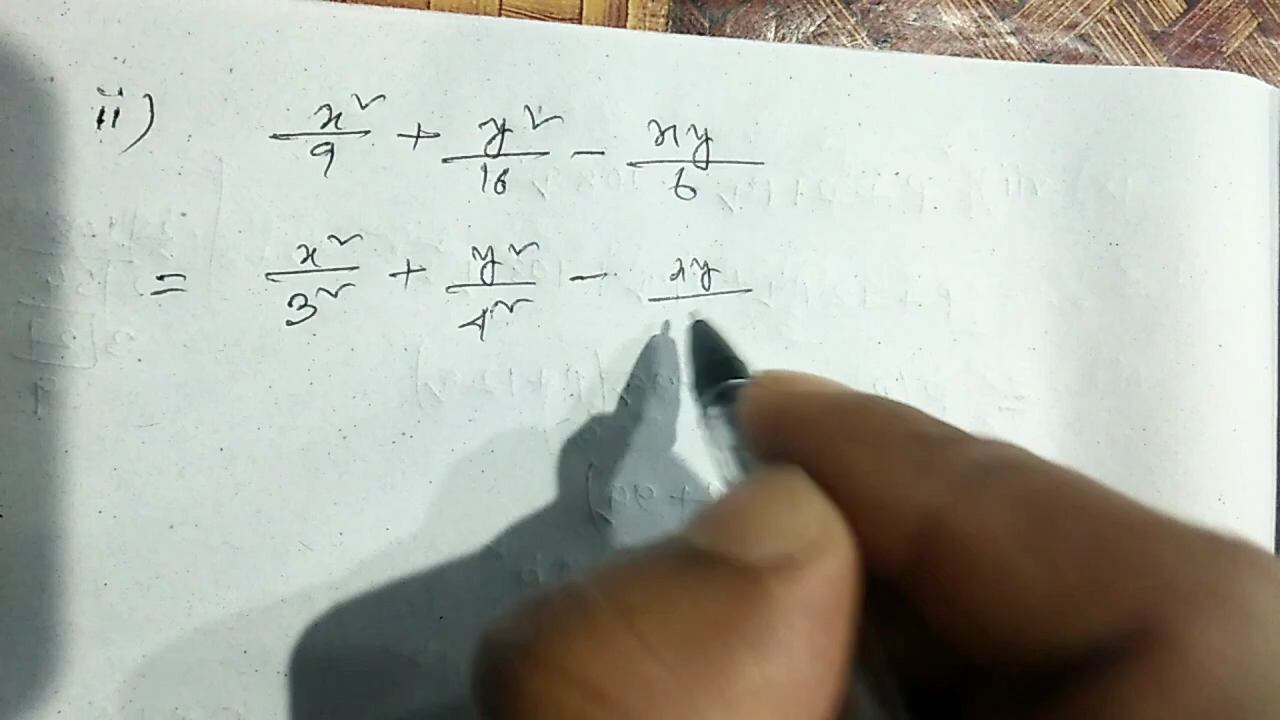 ii) x²/9 + y²/16 - xy/6
= x²/3² + y²/4² - xy/